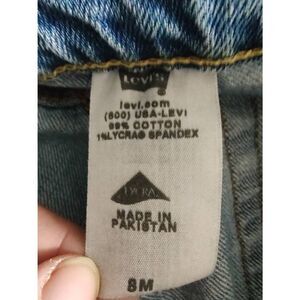 Levi's
levi.com
(800) USA-LEVI
99% COTTON
1%LYCRA® SPANDEX
LYCRA
MADE IN
PAKISTAN
8M